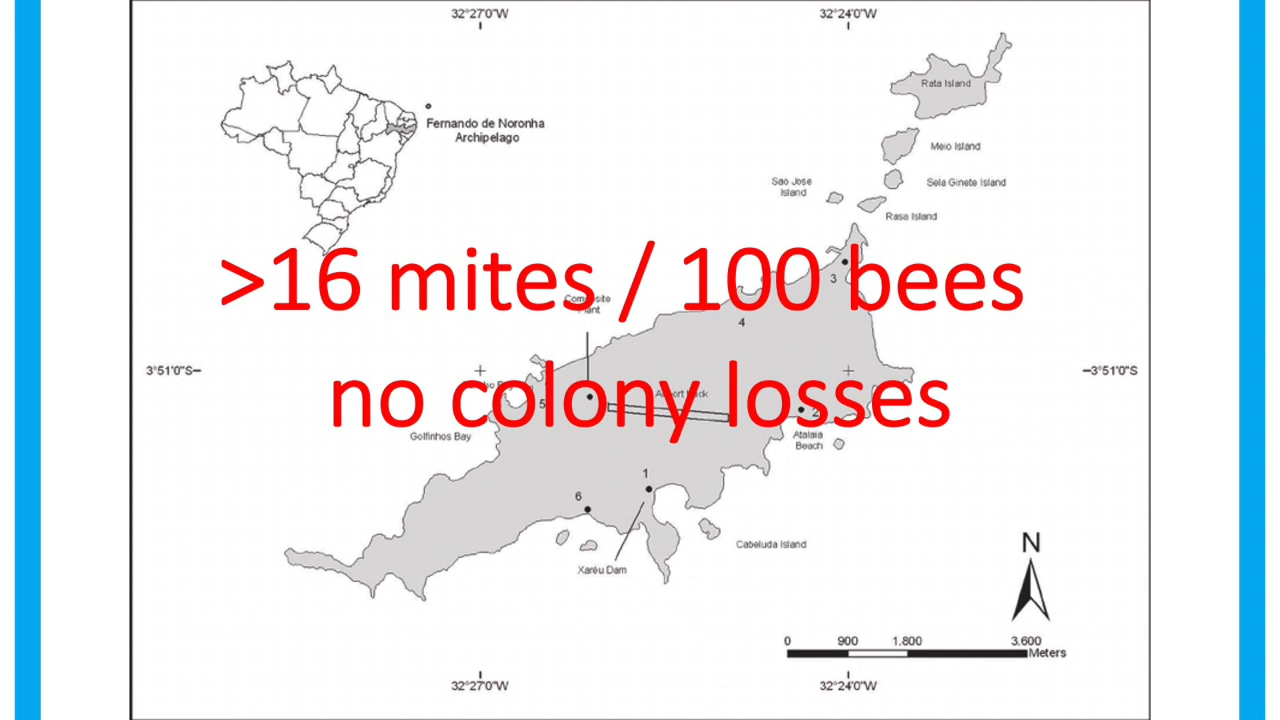 32°27'0"W
32°24'0"W
Rata Island
Fernando de Noronha
Archipelago
Meio Island
Sao Jose
Island
Sela Ginete Island
Rasa Island
>16 mites / 100 bees
3
4
3°51'0"S
3°51'0"S
no colony losses
5
2
Golfinhos Bay
Atalaia
Beach
1
6
Cabeluda Island
Xaréu Dam
N
0 900 1.800 3.600
Meters
32°27'0"W
32°24'0"W